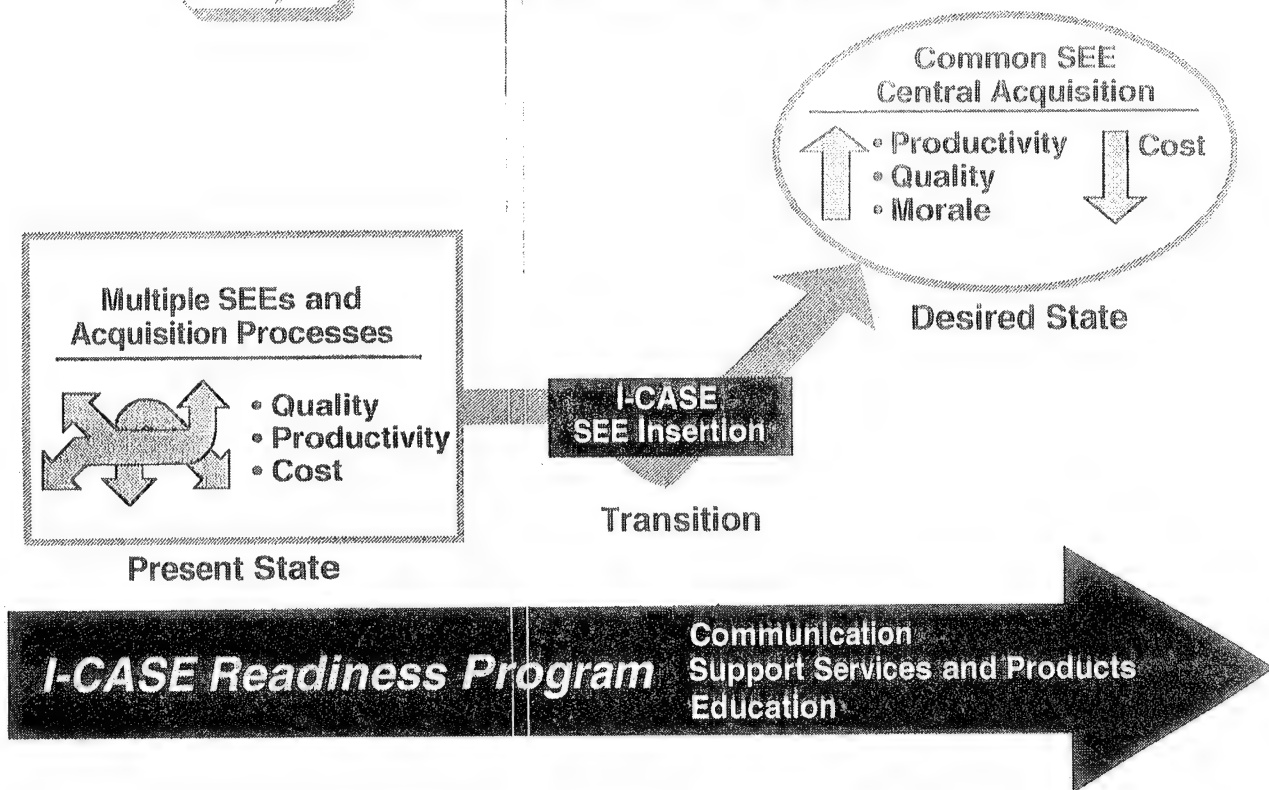 Common SEE
Central Acquisition
• Productivity
• Quality
• Morale
Cost
Desired State
Multiple SEEs and
Acquisition Processes
• Quality
• Productivity
• Cost
Present State
I-CASE
SEE Insertion
Transition
I-CASE Readiness Program
Communication
Support Services and Products
Education